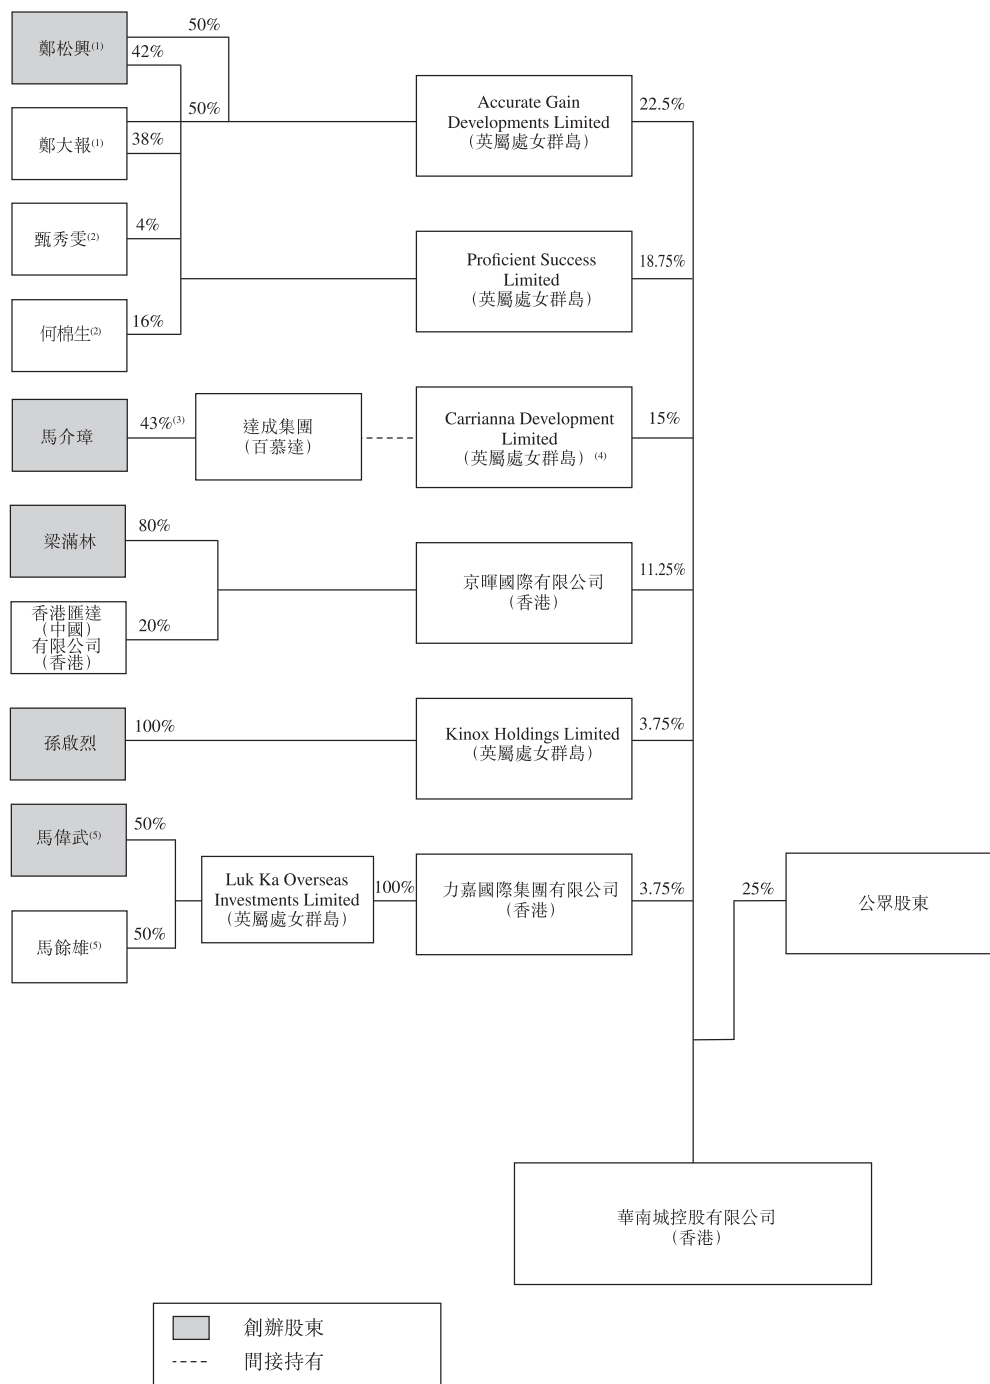 50%
鄭松興(1)
42%
50%
鄭大報(1)
38%
Accurate Gain
Developments Limited
(英屬處女群島)
22.5%
甄秀雯(2)
4%
Proficient Success
Limited
(英屬處女群島)
18.75%
何棉生(2)
16%
馬介璋
43%(3)
達成集團
(百慕達)
Carrianna Development
Limited
(英屬處女群島) (4)
15%
梁滿林
80%
香港匯達
(中國)
有限公司
(香港)
20%
京暉國際有限公司
(香港)
11.25%
孫啟烈
100%
Kinox Holdings Limited
(英屬處女群島)
3.75%
馬偉武(5)
50%
馬餘雄(5)
50%
Luk Ka Overseas
Investments Limited
(英屬處女群島)
100%
力嘉國際集團有限公司
(香港)
3.75%
25%
公眾股東
華南城控股有限公司
(香港)
創辦股東
間接持有